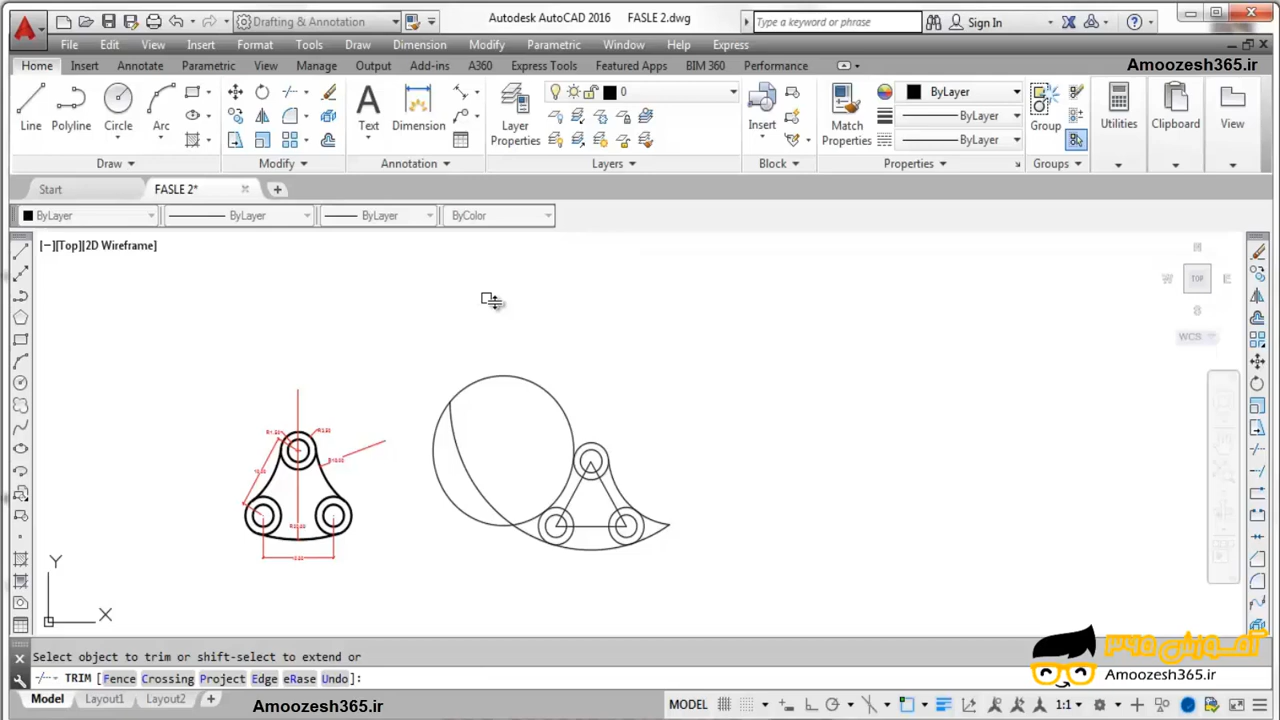 Drafting & Annotation
Autodesk AutoCAD 2016 FASLE 2.dwg
Type a keyword or phrase
Sign In
File Edit View Insert Format Tools Draw Dimension Modify Parametric Window Help Express
Home Insert Annotate Parametric View Manage Output Add-ins A360 Express Tools Featured Apps BIM 360 Performance
Amoozesh365.ir
Line Polyline Circle Arc
Text Dimension
Layer Properties
0
Insert
Match Properties
ByLayer
ByLayer
ByLayer
Group
Utilities
Clipboard
View
Draw Modify Annotation Layers Block Properties Groups
Start FASLE 2*
ByLayer ByLayer ByLayer ByColor
[−][Top][2D Wireframe]
W TOP E
S
WCS
Y
X
Select object to trim or shift-select to extend or
TRIM [Fence Crossing Project Edge eRase Undo]:
آموزش ۳۶۵
Amoozesh365.ir
Model Layout1 Layout2
Amoozesh365.ir
MODEL
1:1